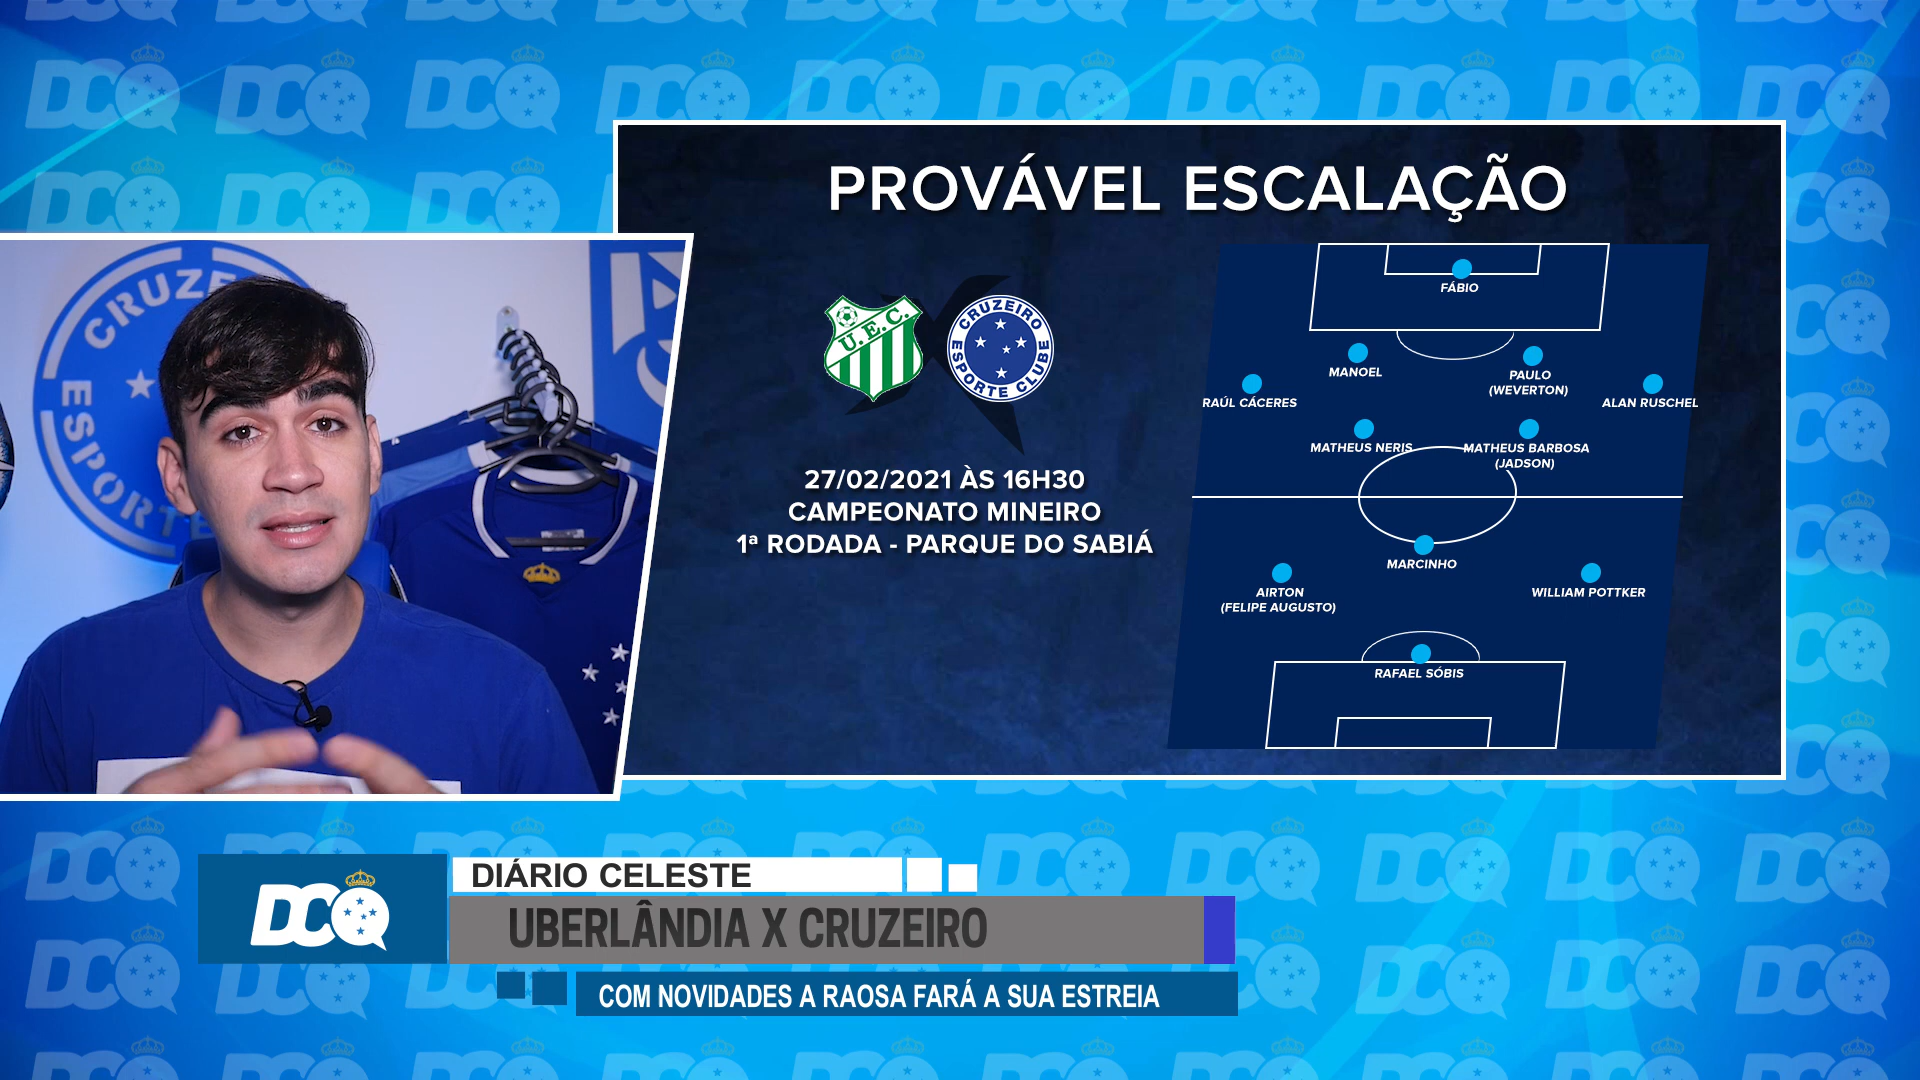 PROVÁVEL ESCALAÇÃO
CRUZEIRO
ESPORTE
U.E.C.
CRUZEIRO
ESPORTE CLUBE
27/02/2021 ÀS 16H30
CAMPEONATO MINEIRO
1ª RODADA - PARQUE DO SABIÁ
FÁBIO
MANOEL
PAULO
(WEVERTON)
RAÚL CÁCERES
ALAN RUSCHEL
MATHEUS NERIS
MATHEUS BARBOSA
(JADSON)
MARCINHO
AIRTON
(FELIPE AUGUSTO)
WILLIAM POTTKER
RAFAEL SÓBIS
DCQ
DIÁRIO CELESTE
UBERLÂNDIA X CRUZEIRO
COM NOVIDADES A RAOSA FARÁ A SUA ESTREIA